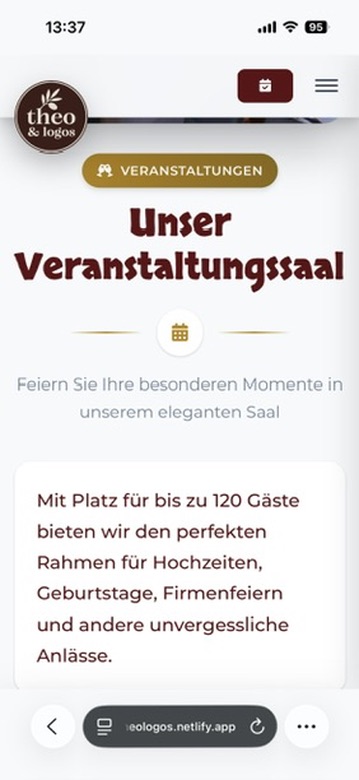 13:37
95
theo
& logos
VERANSTALTUNGEN
Unser
Veranstaltungssaal
Feiern Sie Ihre besonderen Momente in
unserem eleganten Saal
Mit Platz für bis zu 120 Gäste
bieten wir den perfekten
Rahmen für Hochzeiten,
Geburtstage, Firmenfeiern
und andere unvergessliche
Anlässe.
eologos.netlify.app